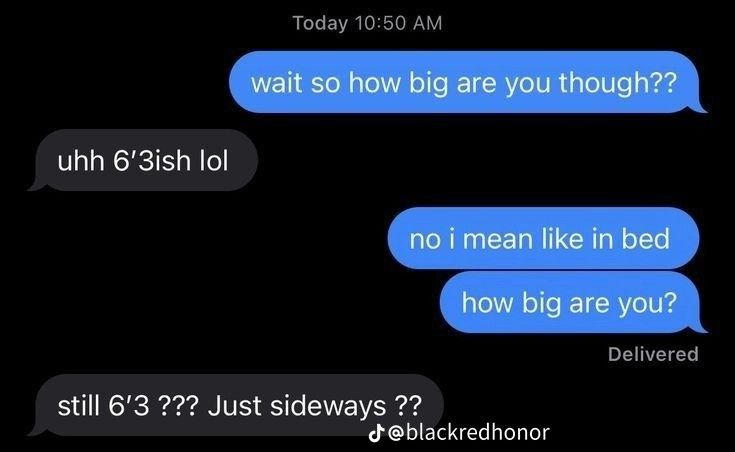 Today 10:50 AM
wait so how big are you though??
uhh 6'3ish lol
no i mean like in bed
how big are you?
Delivered
still 6'3 ??? Just sideways ??
@blackredhonor